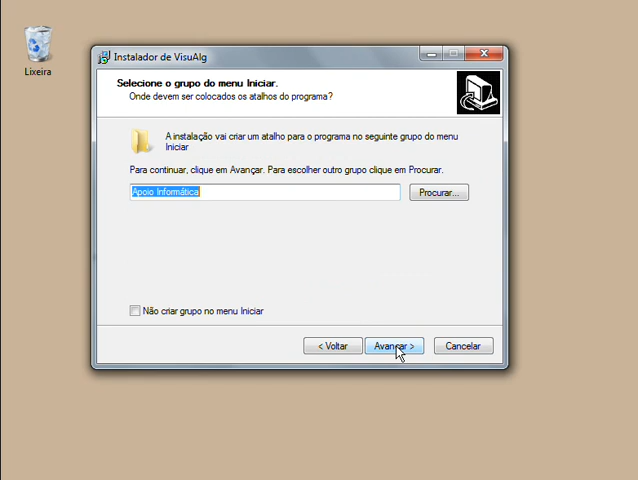 Lixeira
Instalador de VisuAlg
Selecione o grupo do menu Iniciar.
Onde devem ser colocados os atalhos do programa?
A instalação vai criar um atalho para o programa no seguinte grupo do menu
Iniciar
Para continuar, clique em Avançar. Para escolher outro grupo clique em Procurar.
Apoio Informática
Procurar...
Não criar grupo no menu Iniciar
< Voltar
Avançar >
Cancelar